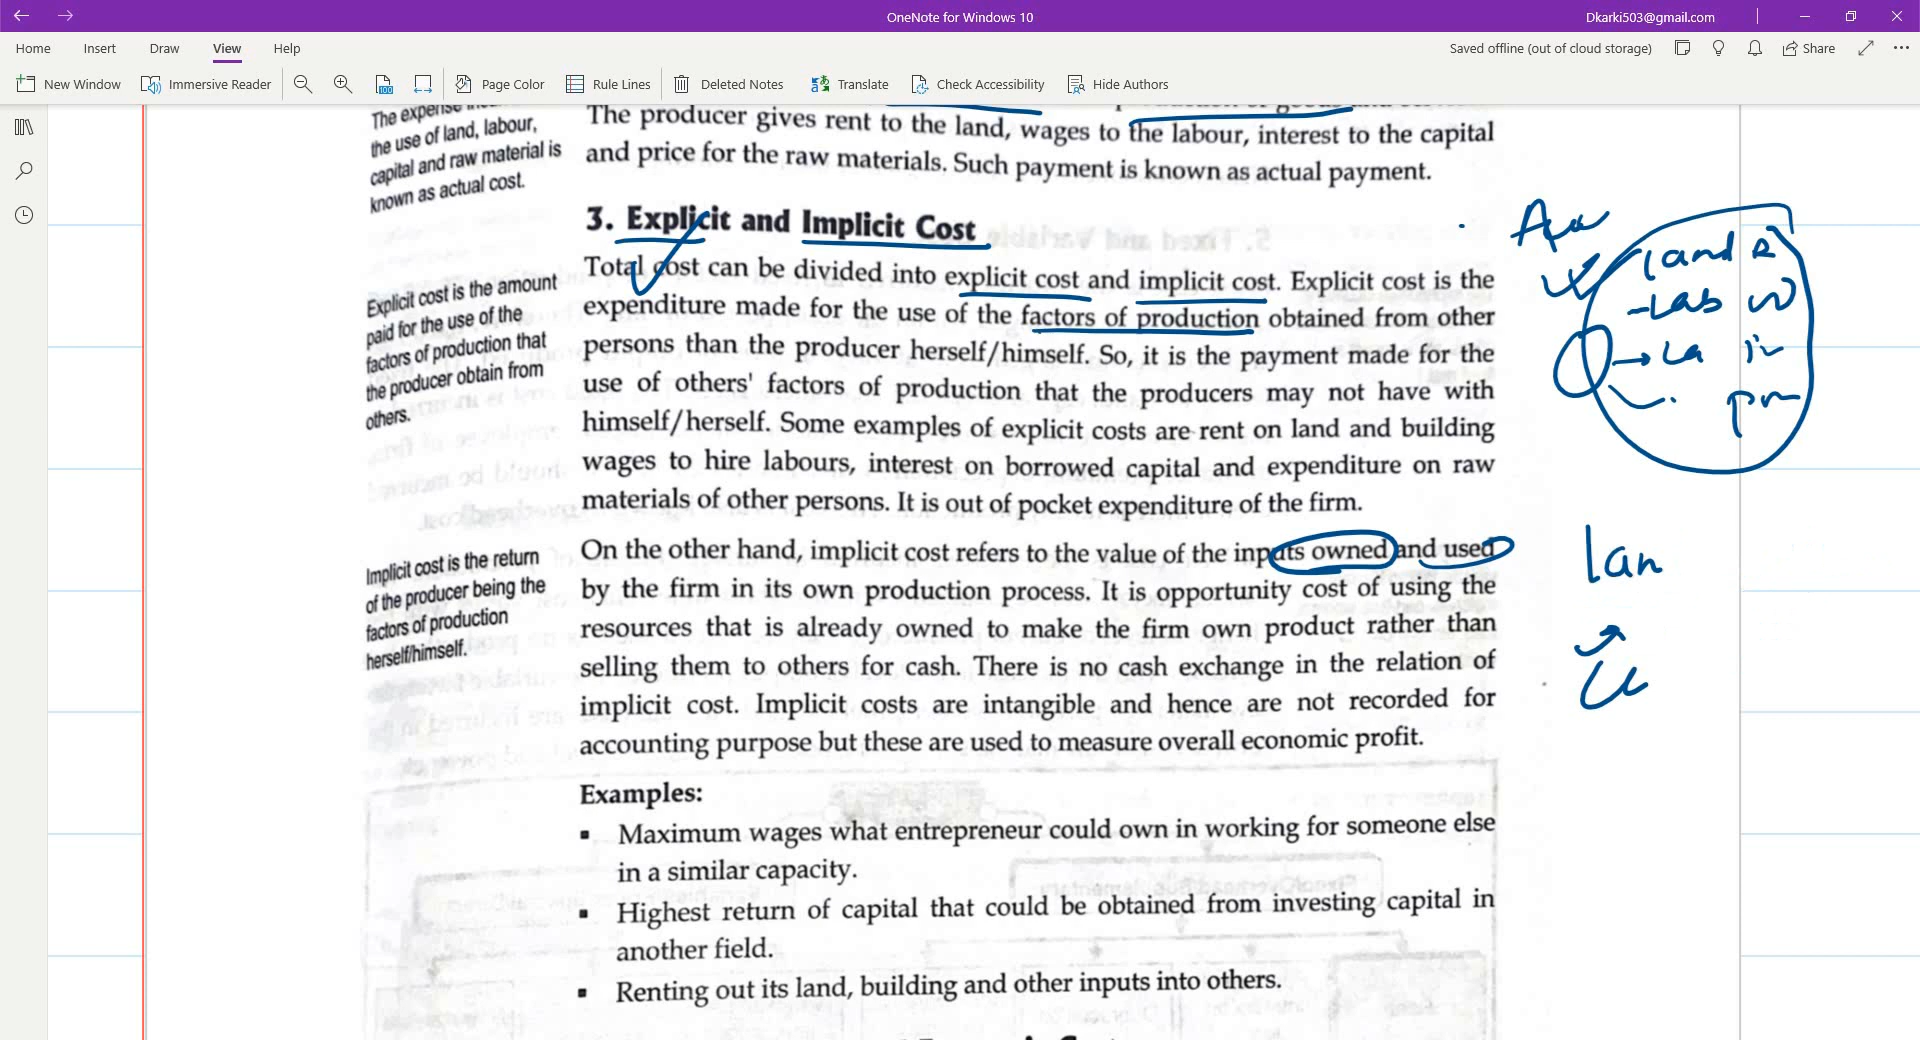 OneNote for Windows 10
Dkarki503@gmail.com
Home Insert Draw View Help
Saved offline (out of cloud storage)
Share
New Window Immersive Reader Page Color Rule Lines Deleted Notes Translate Check Accessibility Hide Authors
The expense
the use of land, labour,
capital and raw material is
known as actual cost.
The producer gives rent to the land, wages to the labour, interest to the capital
and price for the raw materials. Such payment is known as actual payment.
3. Explicit and Implicit Cost
Explicit cost is the amount
paid for the use of the
factors of production that
the producer obtain from
others.
Total cost can be divided into explicit cost and implicit cost. Explicit cost is the
expenditure made for the use of the factors of production obtained from other
persons than the producer herself/himself. So, it is the payment made for the
use of others' factors of production that the producers may not have with
himself/herself. Some examples of explicit costs are rent on land and building
wages to hire labours, interest on borrowed capital and expenditure on raw
materials of other persons. It is out of pocket expenditure of the firm.
land
Lab
Implicit cost is the return
of the producer being the
factors of production
herself/himself.
On the other hand, implicit cost refers to the value of the inputs owned and used
by the firm in its own production process. It is opportunity cost of using the
resources that is already owned to make the firm own product rather than
selling them to others for cash. There is no cash exchange in the relation of
implicit cost. Implicit costs are intangible and hence are not recorded for
accounting purpose but these are used to measure overall economic profit.
lan
Examples:
▪ Maximum wages what entrepreneur could own in working for someone else
in a similar capacity.
▪ Highest return of capital that could be obtained from investing capital in
another field.
▪ Renting out its land, building and other inputs into others.